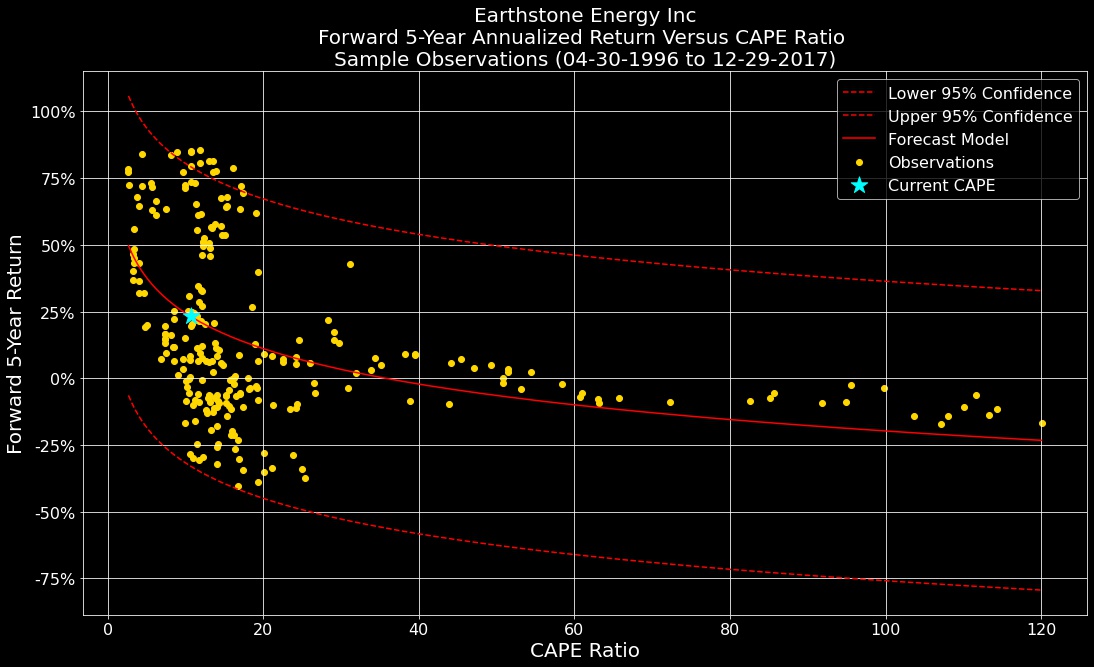 Earthstone Energy Inc
Forward 5-Year Annualized Return Versus CAPE Ratio
Sample Observations (04-30-1996 to 12-29-2017)
Lower 95% Confidence
Upper 95% Confidence
Forecast Model
Observations
Current CAPE
Forward 5-Year Return
100%
75%
50%
25%
0%
-25%
-50%
-75%
0 20 40 60 80 100 120
CAPE Ratio